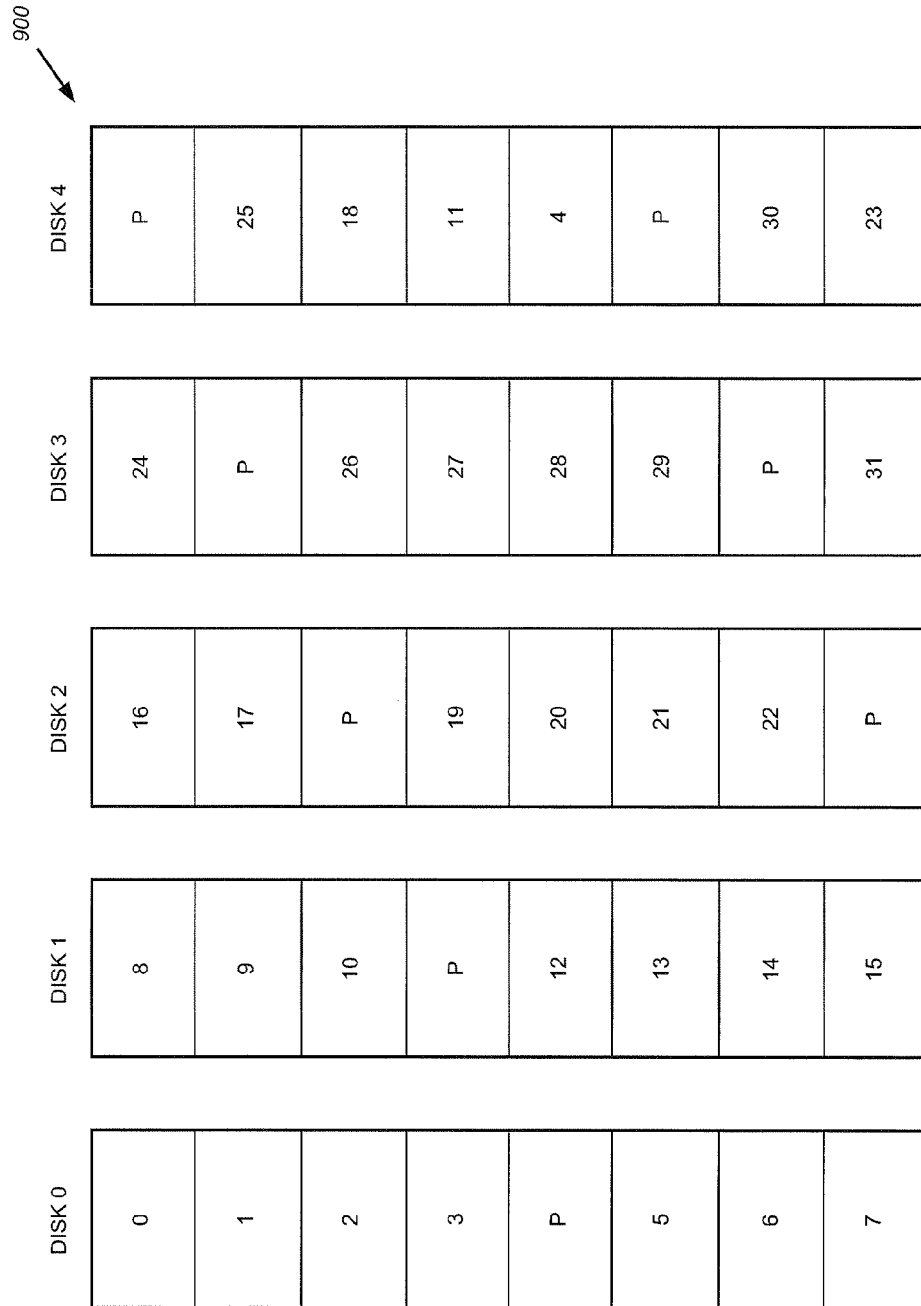 900
DISK 0 DISK 1 DISK 2 DISK 3 DISK 4
0 8 16 24 P
1 9 17 P 25
2 10 P 26 18
3 P 19 27 11
P 12 20 28 4
5 13 21 29 P
6 14 22 P 30
7 15 P 31 23